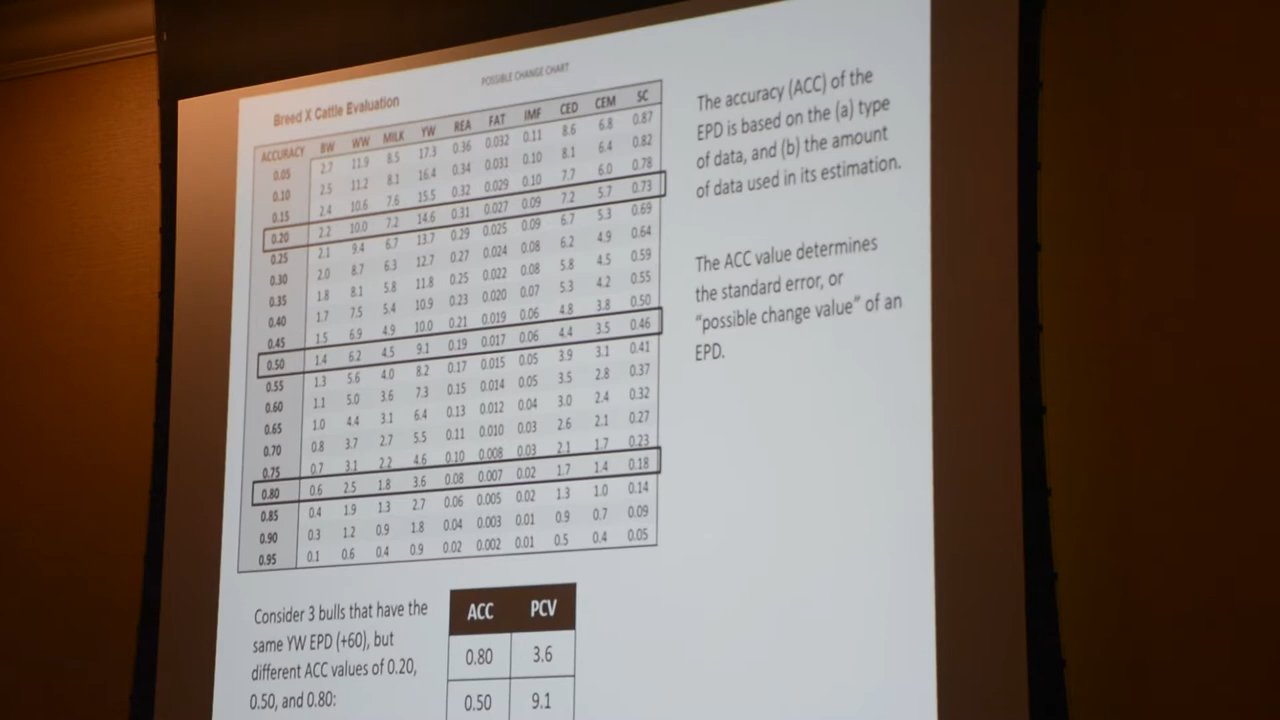 POSSIBLE CHANGE CHART
Breed X Cattle Evaluation
ACCURACY BW WW MILK YW REA FAT IMF CED CEM SC
0.05 2.7 11.9 8.5 17.3 0.36 0.032 0.11 8.6 6.8 0.87
0.10 2.5 11.2 8.1 16.4 0.34 0.031 0.10 8.1 6.4 0.82
0.15 2.4 10.6 7.6 15.5 0.32 0.029 0.10 7.7 6.0 0.78
0.20 2.2 10.0 7.2 14.6 0.31 0.027 0.09 7.2 5.7 0.73
0.25 2.1 9.4 6.7 13.7 0.29 0.025 0.09 6.7 5.3 0.69
0.30 2.0 8.7 6.3 12.7 0.27 0.024 0.08 6.2 4.9 0.64
0.35 1.8 8.1 5.8 11.8 0.25 0.022 0.08 5.8 4.5 0.59
0.40 1.7 7.5 5.4 10.9 0.23 0.020 0.07 5.3 4.2 0.55
0.45 1.5 6.9 4.9 10.0 0.21 0.019 0.06 4.8 3.8 0.50
0.50 1.4 6.2 4.5 9.1 0.19 0.017 0.06 4.4 3.5 0.46
0.55 1.3 5.6 4.0 8.2 0.17 0.015 0.05 3.9 3.1 0.41
0.60 1.1 5.0 3.6 7.3 0.15 0.014 0.05 3.5 2.8 0.37
0.65 1.0 4.4 3.1 6.4 0.13 0.012 0.04 3.0 2.4 0.32
0.70 0.8 3.7 2.7 5.5 0.11 0.010 0.03 2.6 2.1 0.27
0.75 0.7 3.1 2.2 4.6 0.10 0.008 0.03 2.1 1.7 0.23
0.80 0.6 2.5 1.8 3.6 0.08 0.007 0.02 1.7 1.4 0.18
0.85 0.4 1.9 1.3 2.7 0.06 0.005 0.02 1.3 1.0 0.14
0.90 0.3 1.2 0.9 1.8 0.04 0.003 0.01 0.9 0.7 0.09
0.95 0.1 0.6 0.4 0.9 0.02 0.002 0.01 0.5 0.4 0.05
The accuracy (ACC) of the
EPD is based on the (a) type
of data, and (b) the amount
of data used in its estimation.
The ACC value determines
the standard error, or
“possible change value” of an
EPD.
Consider 3 bulls that have the
same YW EPD (+60), but
different ACC values of 0.20,
0.50, and 0.80:
ACC PCV
0.80 3.6
0.50 9.1